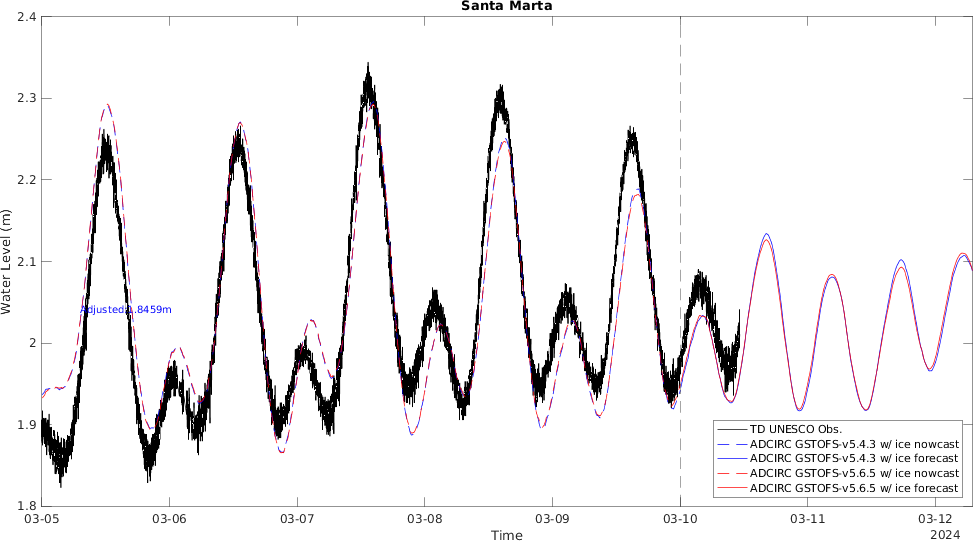 Santa Marta
2.4
2.3
2.2
2.1
2
1.9
1.8
Water Level (m)
Adjusted:1.8459m
TD UNESCO Obs.
ADCIRC GSTOFS-v5.4.3 w/ ice nowcast
ADCIRC GSTOFS-v5.4.3 w/ ice forecast
ADCIRC GSTOFS-v5.6.5 w/ ice nowcast
ADCIRC GSTOFS-v5.6.5 w/ ice forecast
03-05 03-06 03-07 03-08 03-09 03-10 03-11 03-12
Time
2024